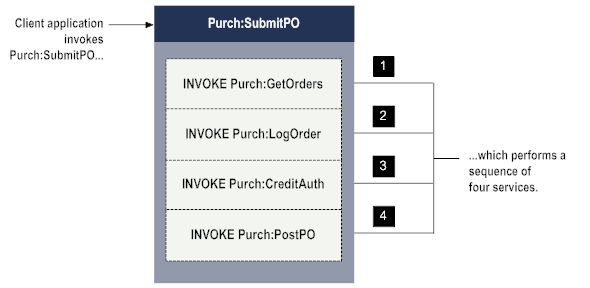 Client application
invokes
Purch:SubmitPO...
Purch:SubmitPO
INVOKE Purch:GetOrders
1
INVOKE Purch:LogOrder
2
INVOKE Purch:CreditAuth
3
INVOKE Purch:PostPO
4
...which performs a
sequence of
four services.